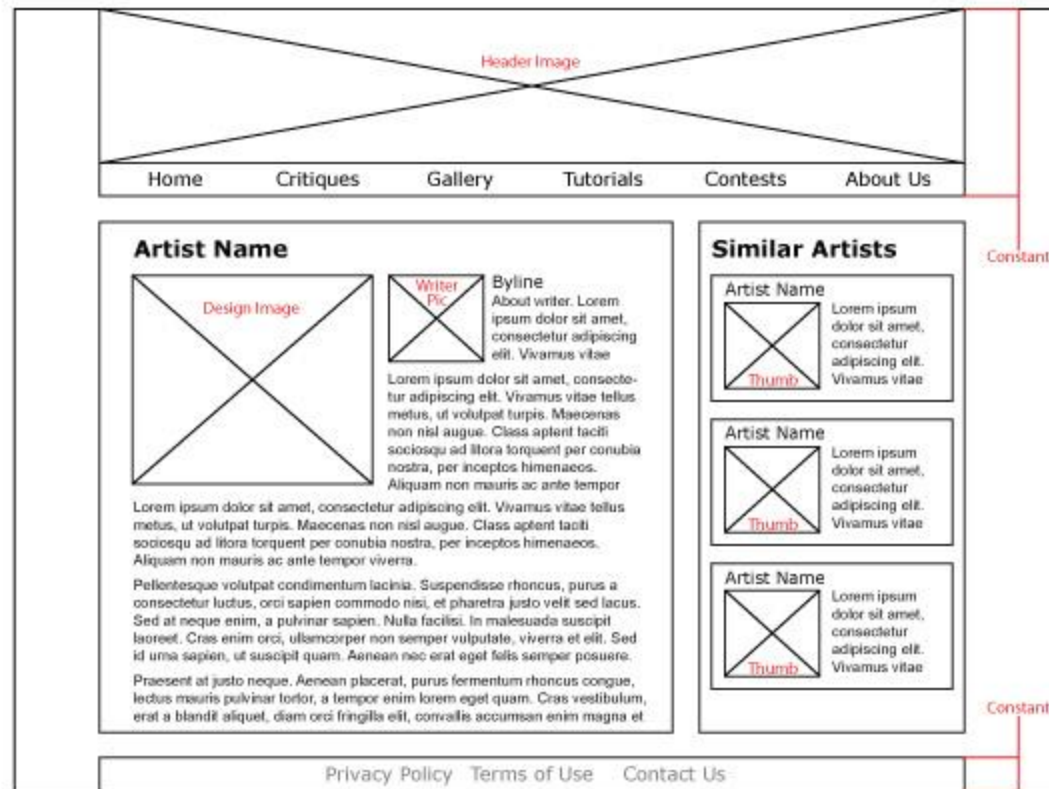 Header Image
Home Critiques Gallery Tutorials Contests About Us
Constant
Artist Name
Design Image
Writer
Pic
Byline
About writer. Lorem
ipsum dolor sit amet,
consectetur adipiscing
elit. Vivamus vitae
Lorem ipsum dolor sit amet, consecte-
tur adipiscing elit. Vivamus vitae tellus
metus, ut volutpat turpis. Maecenas
non nisl augue. Class aptent taciti
sociosqu ad litora torquent per conubia
nostra, per inceptos himenaeos.
Aliquam non mauris ac ante tempor
Lorem ipsum dolor sit amet, consectetur adipiscing elit. Vivamus vitae tellus
metus, ut volutpat turpis. Maecenas non nisl augue. Class aptent taciti
sociosqu ad litora torquent per conubia nostra, per inceptos himenaeos.
Aliquam non mauris ac ante tempor viverra.
Pellentesque volutpat condimentum lacinia. Suspendisse rhoncus, purus a
consectetur luctus, orci sapien commodo nisi, et pharetra justo velit sed lacus.
Sed at neque enim, a pulvinar sapien. Nulla facilisi. In malesuada suscipit
laoreet. Cras enim orci, ullamcorper non semper vulputate, viverra et elit. Sed
id urna sapien, ut suscipit quam. Aenean nec erat eget felis semper posuere.
Praesent at justo neque. Aenean placerat, purus fermentum rhoncus congue,
lectus mauris pulvinar tortor, a tempor enim lorem eget quam. Cras vestibulum,
erat a blandit aliquet, diam orci fringilla elit, convallis accumsan enim magna et
Similar Artists
Artist Name
Lorem ipsum
dolor sit amet,
consectetur
adipiscing elit.
Vivamus vitae
Thumb
Artist Name
Lorem ipsum
dolor sit amet,
consectetur
adipiscing elit.
Vivamus vitae
Thumb
Artist Name
Lorem ipsum
dolor sit amet,
consectetur
adipiscing elit.
Vivamus vitae
Thumb
Constant
Privacy Policy Terms of Use Contact Us